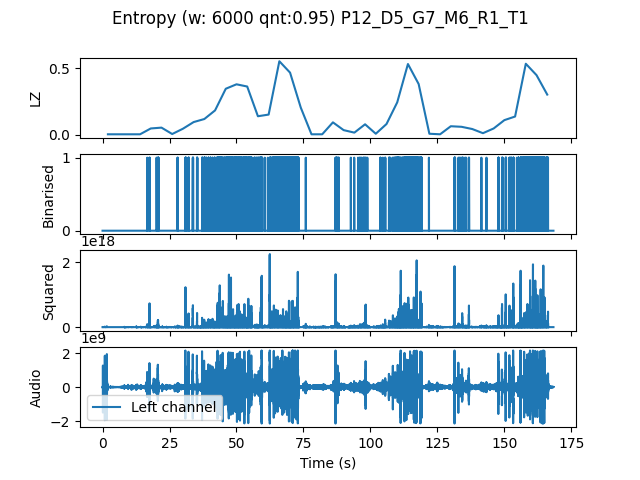 Entropy (w: 6000 qnt:0.95) P12_D5_G7_M6_R1_T1
0.5
0.0
LZ
1
0
Binarised
1e18
2
0
Squared
1e9
2
0
−2
Audio
Left channel
0 25 50 75 100 125 150 175
Time (s)